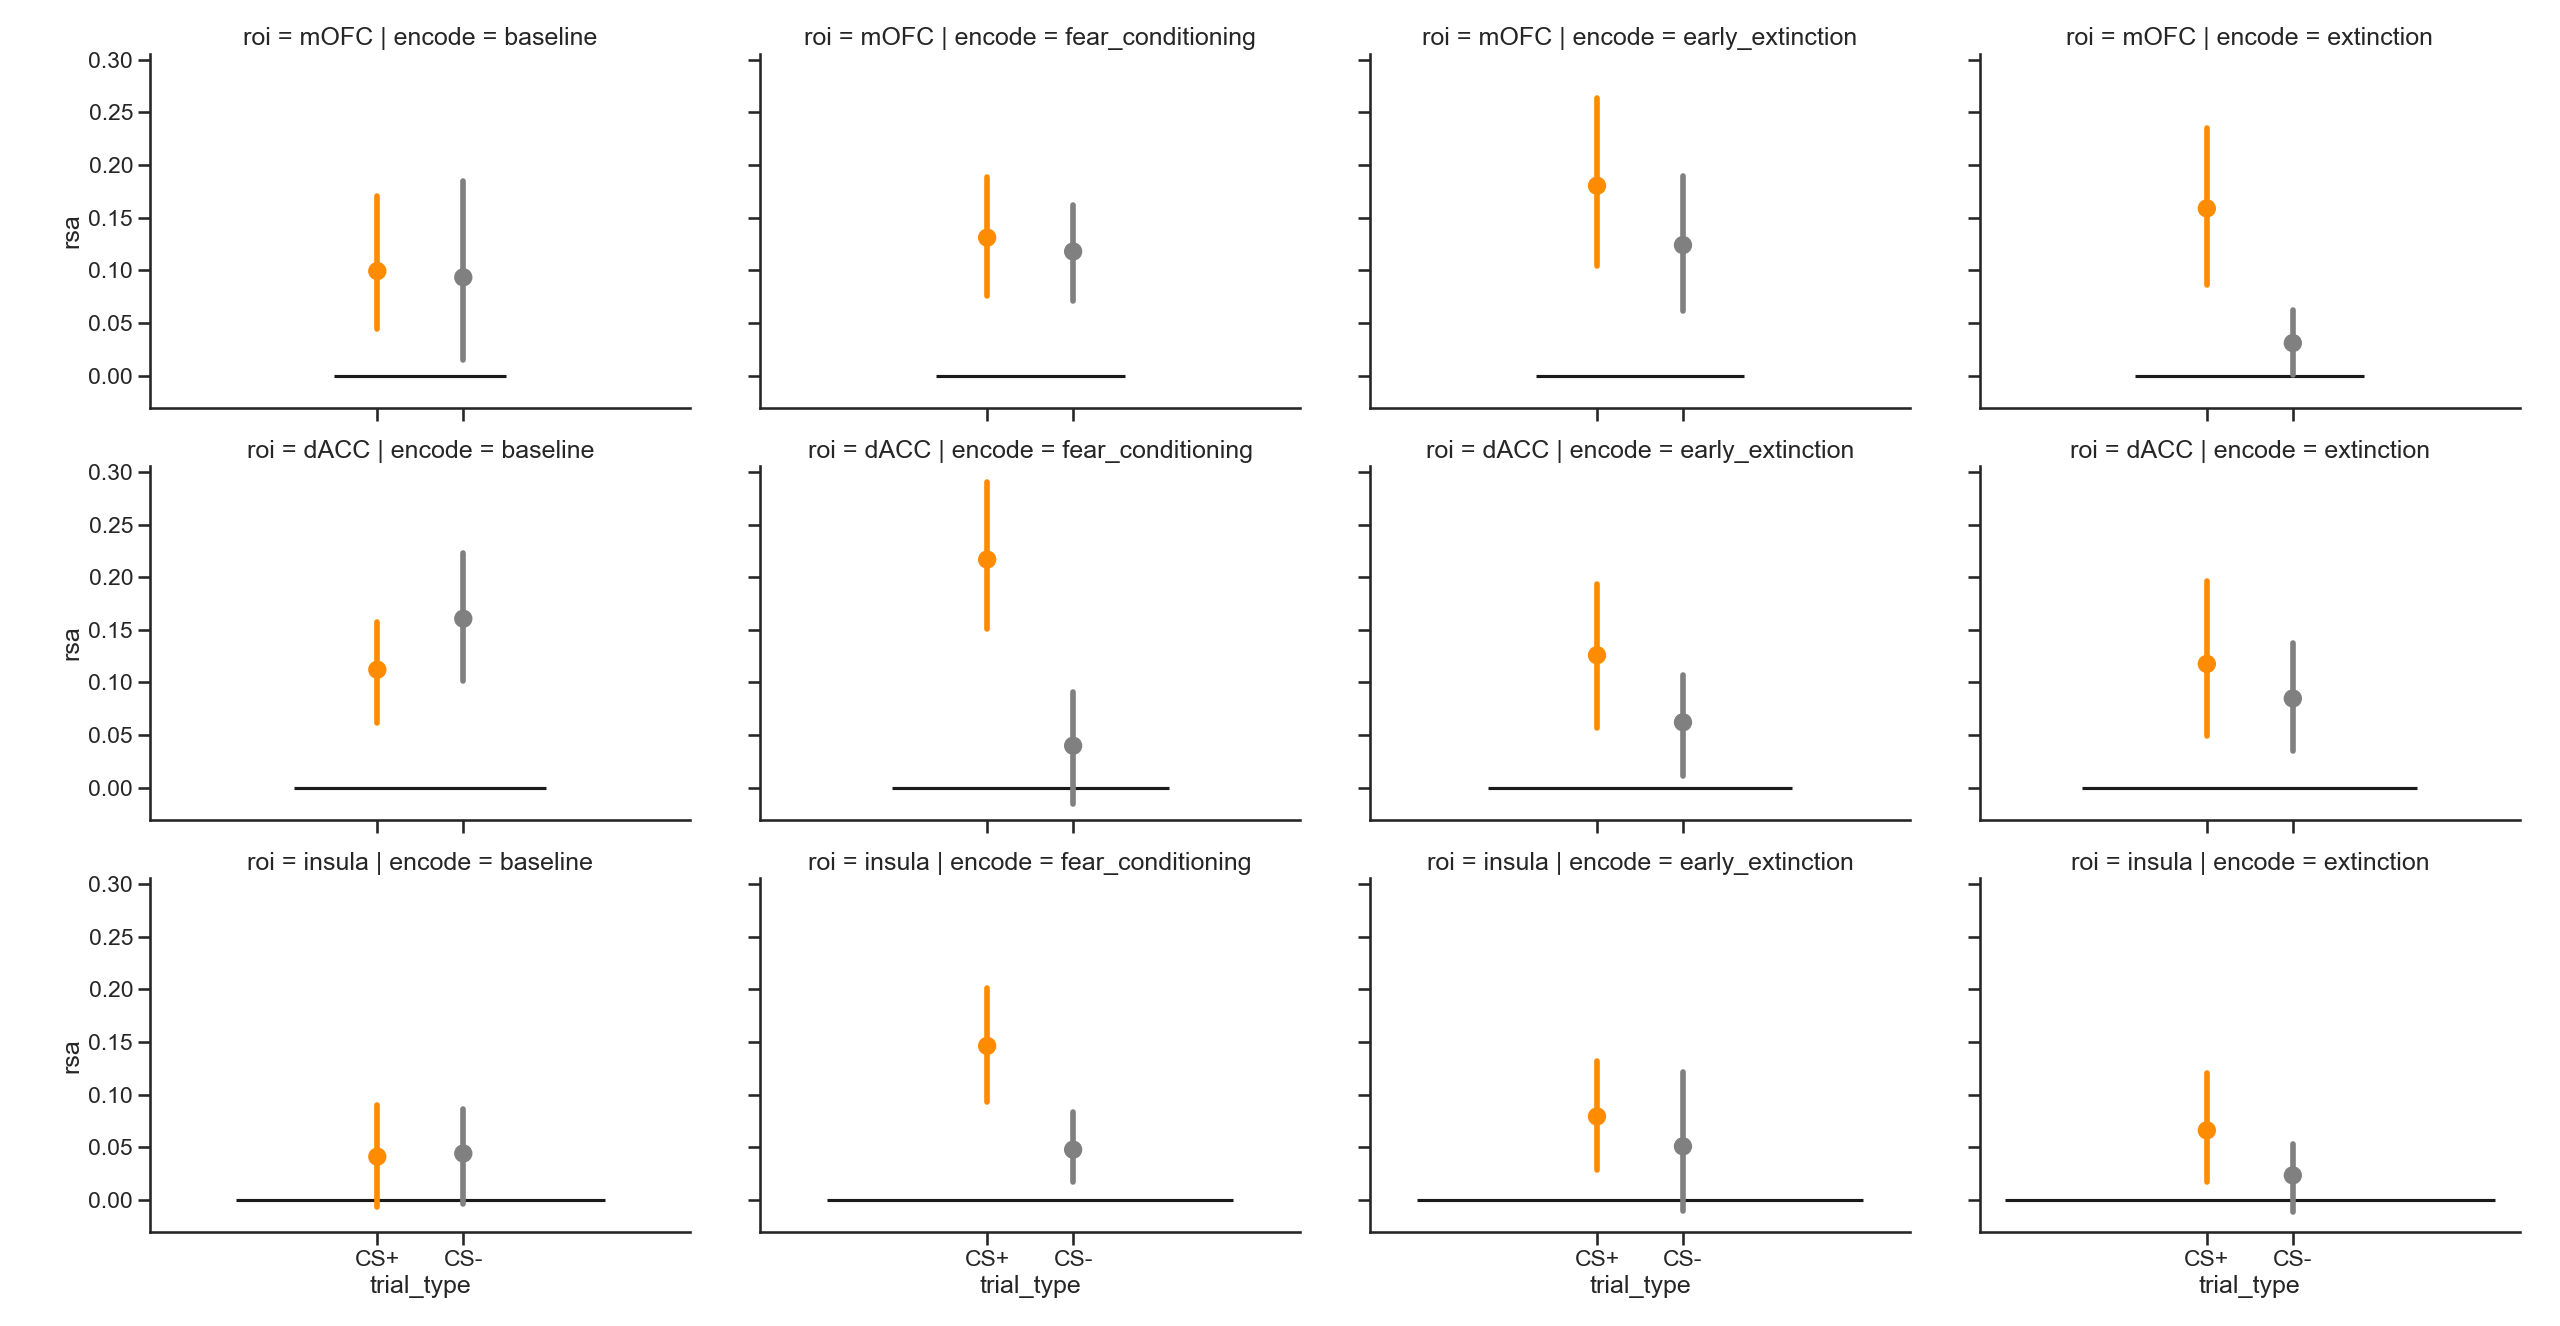 roi = mOFC | encode = baseline
roi = mOFC | encode = fear_conditioning
roi = mOFC | encode = early_extinction
roi = mOFC | encode = extinction
0.30
0.25
0.20
0.15
0.10
0.05
0.00
rsa
roi = dACC | encode = baseline
roi = dACC | encode = fear_conditioning
roi = dACC | encode = early_extinction
roi = dACC | encode = extinction
0.30
0.25
0.20
0.15
0.10
0.05
0.00
rsa
roi = insula | encode = baseline
roi = insula | encode = fear_conditioning
roi = insula | encode = early_extinction
roi = insula | encode = extinction
0.30
0.25
0.20
0.15
0.10
0.05
0.00
rsa
CS+ CS-
trial_type
CS+ CS-
trial_type
CS+ CS-
trial_type
CS+ CS-
trial_type